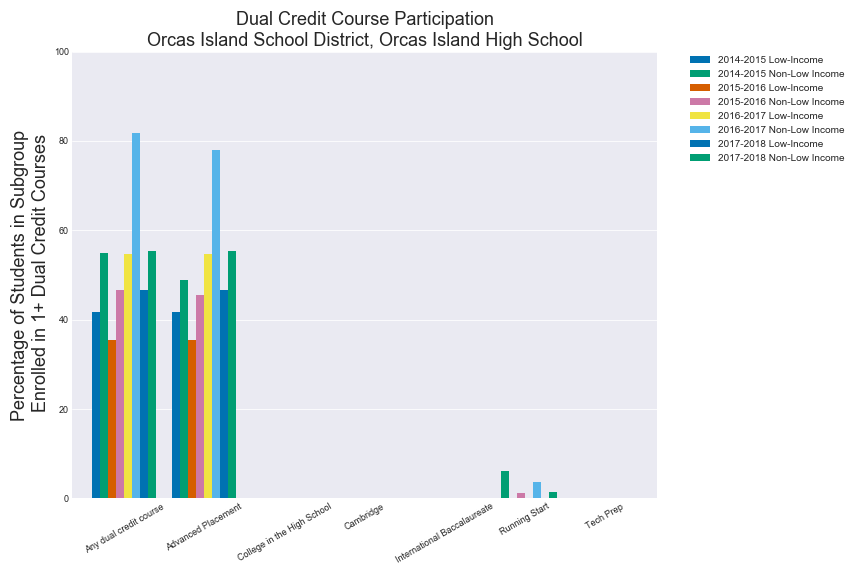 Dual Credit Course Participation
Orcas Island School District, Orcas Island High School
Percentage of Students in Subgroup
Enrolled in 1+ Dual Credit Courses
100
80
60
40
20
0
Any dual credit course
Advanced Placement
College in the High School
Cambridge
International Baccalaureate
Running Start
Tech Prep
2014-2015 Low-Income
2014-2015 Non-Low Income
2015-2016 Low-Income
2015-2016 Non-Low Income
2016-2017 Low-Income
2016-2017 Non-Low Income
2017-2018 Low-Income
2017-2018 Non-Low Income